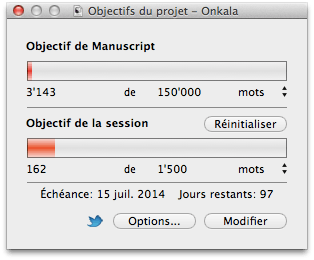 Objectifs du projet – Onkala
Objectif de Manuscript
3'143 de 150'000 mots
Objectif de la session Réinitialiser
162 de 1'500 mots
Échéance: 15 juil. 2014 Jours restants: 97
Options... Modifier